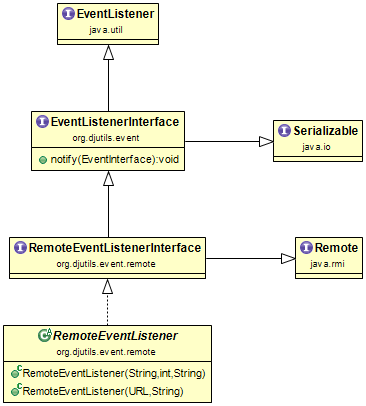 EventListener
java.util
EventListenerInterface
org.djutils.event
notify(EventInterface):void
Serializable
java.io
RemoteEventListenerInterface
org.djutils.event.remote
Remote
java.rmi
RemoteEventListener
org.djutils.event.remote
RemoteEventListener(String,int,String)
RemoteEventListener(URL,String)